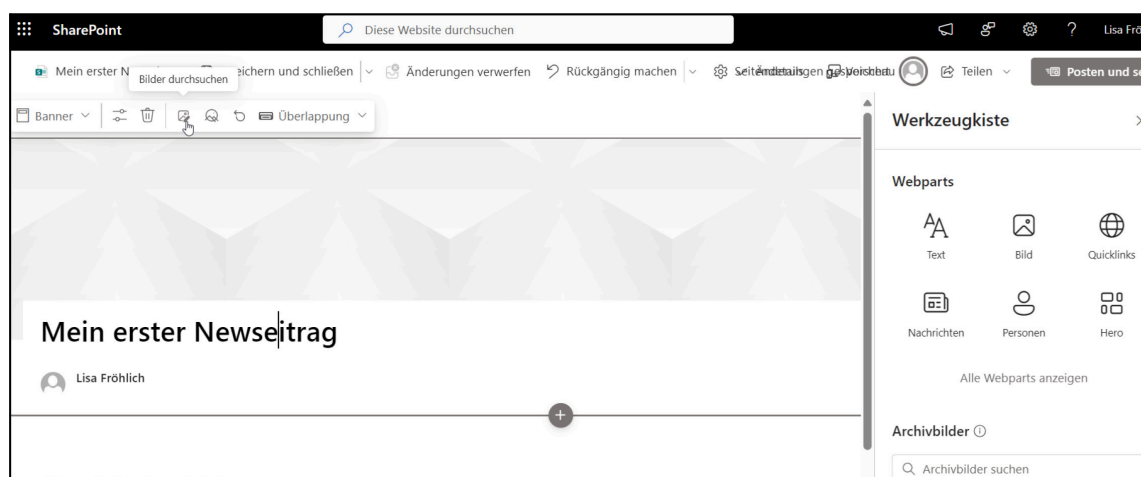 SharePoint
Diese Website durchsuchen
?
Lisa Frö
Mein erster N
eichern und schließen
Änderungen verwerfen
Rückgängig machen
Teilen
Posten und se
Bilder durchsuchen
Banner
Überlappung
Werkzeugkiste
Webparts
Text
Bild
Quicklinks
Nachrichten
Personen
Hero
Alle Webparts anzeigen
Archivbilder
Archivbilder suchen
Mein erster Newseitrag
Lisa Fröhlich